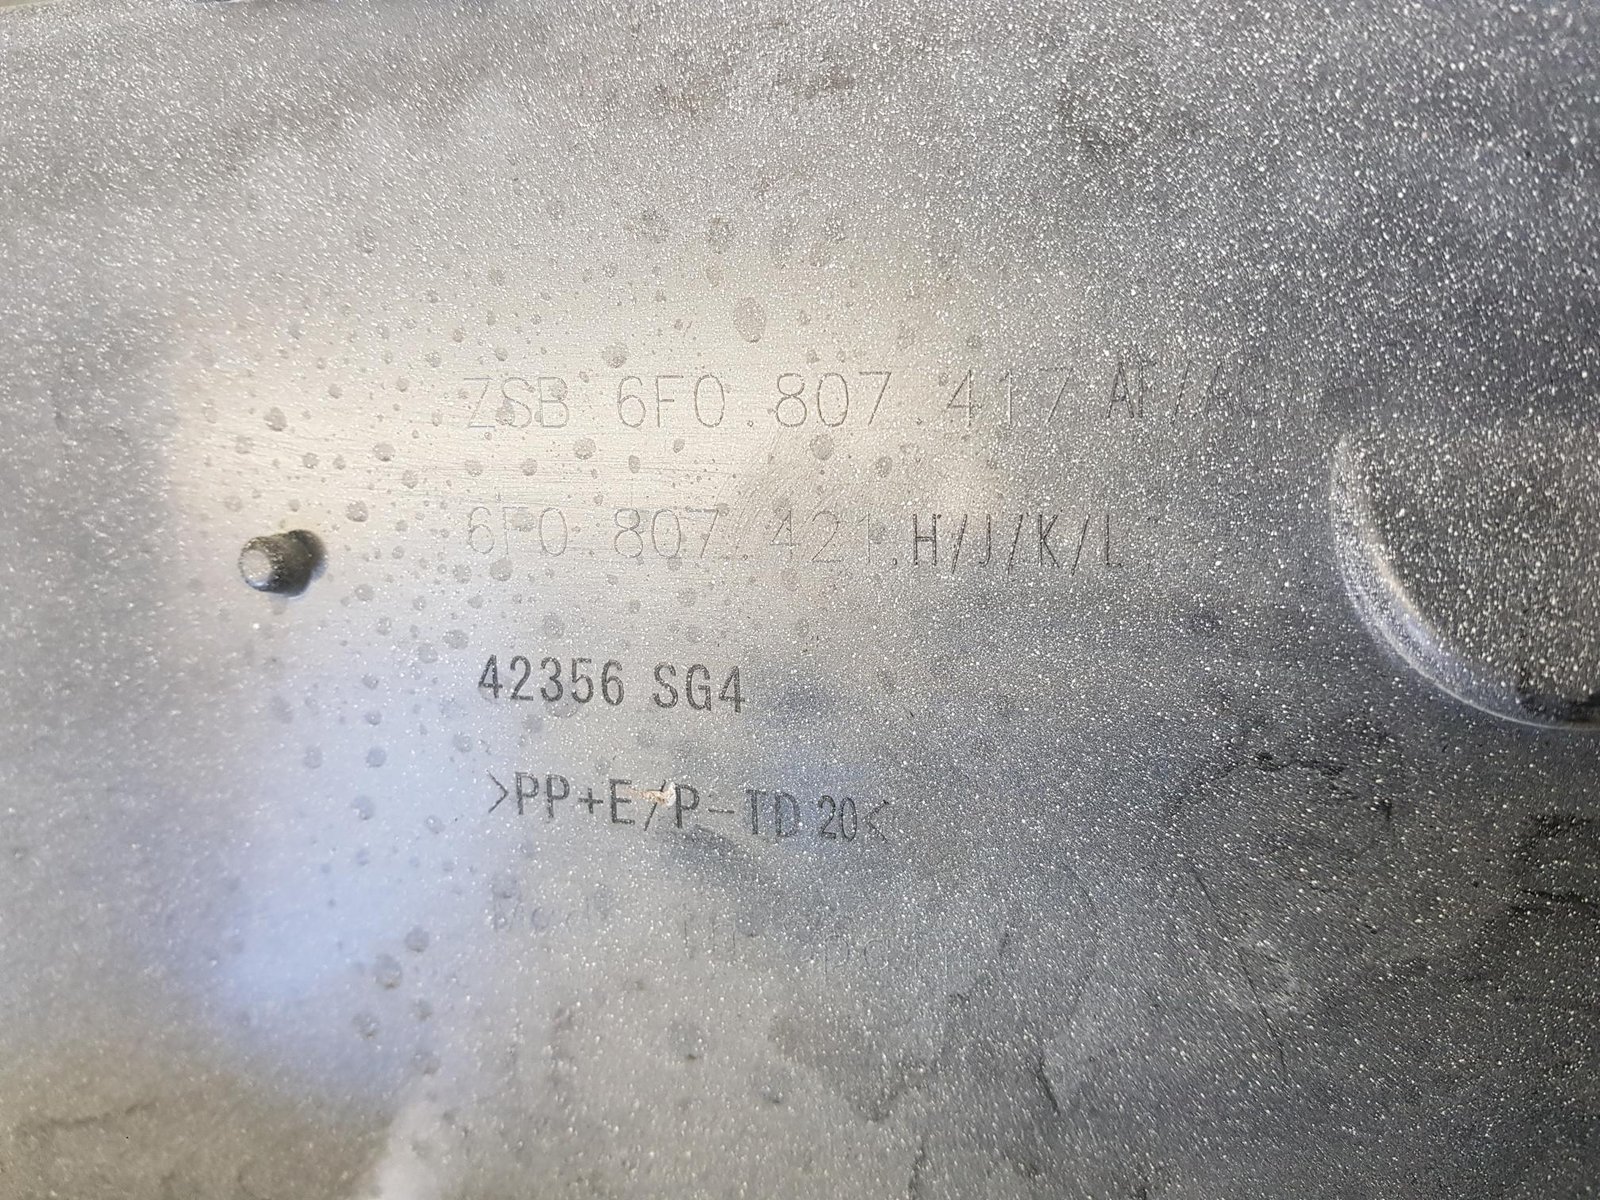 ZSB 6F0.807.417
6F0 807.421.H/J/K/L
42356 SG4
>PP+E/P-TD 20<